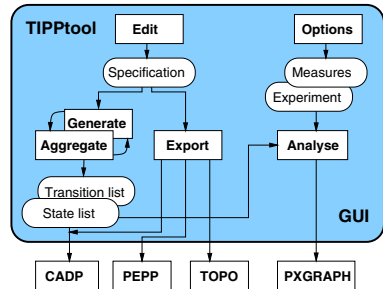 TIPPtool
Edit
Options
Specification
Measures
Experiment
Generate
Aggregate
Export
Analyse
Transition list
State list
GUI
CADP
PEPP
TOPO
PXGRAPH